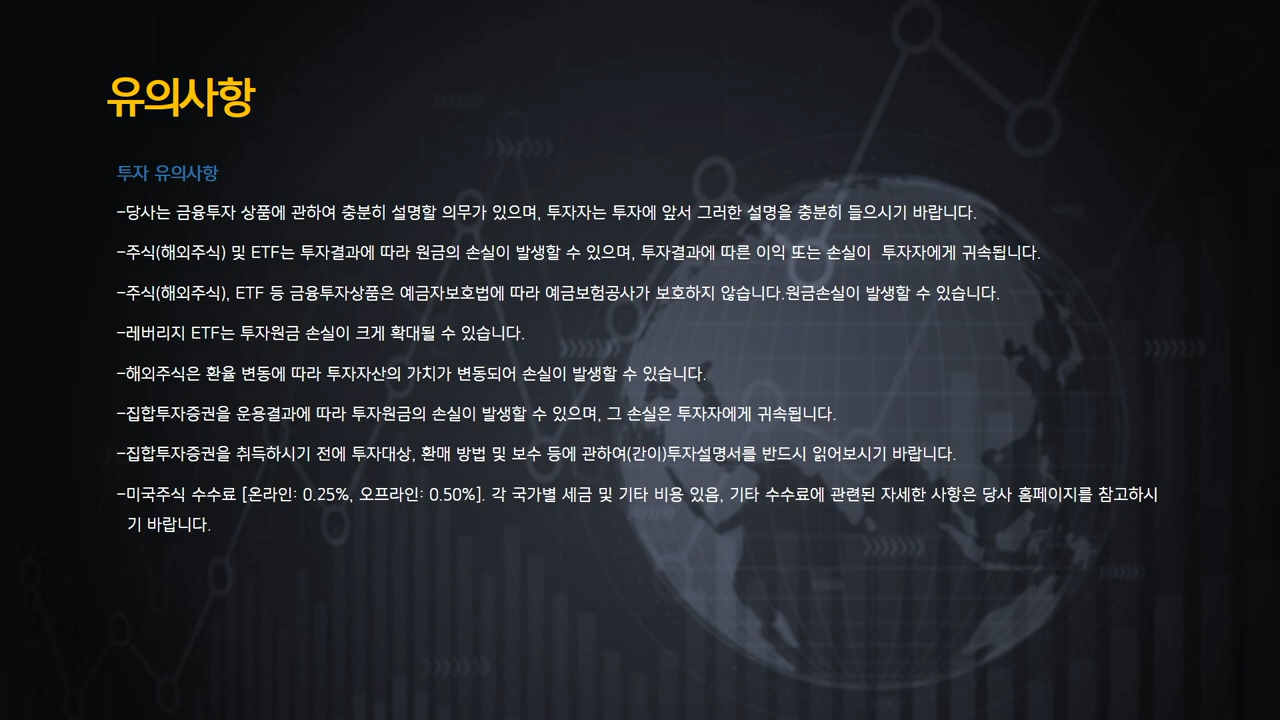 유의사항
투자 유의사항
-당사는 금융투자 상품에 관하여 충분히 설명할 의무가 있으며, 투자자는 투자에 앞서 그러한 설명을 충분히 들으시기 바랍니다.
-주식(해외주식) 및 ETF는 투자결과에 따라 원금의 손실이 발생할 수 있으며, 투자결과에 따른 이익 또는 손실이  투자자에게 귀속됩니다.
-주식(해외주식), ETF 등 금융투자상품은 예금자보호법에 따라 예금보험공사가 보호하지 않습니다.원금손실이 발생할 수 있습니다.
-레버리지 ETF는 투자원금 손실이 크게 확대될 수 있습니다.
-해외주식은 환율 변동에 따라 투자자산의 가치가 변동되어 손실이 발생할 수 있습니다.
-집합투자증권을 운용결과에 따라 투자원금의 손실이 발생할 수 있으며, 그 손실은 투자자에게 귀속됩니다.
-집합투자증권을 취득하시기 전에 투자대상, 환매 방법 및 보수 등에 관하여(간이)투자설명서를 반드시 읽어보시기 바랍니다.
-미국주식 수수료 [온라인: 0.25%, 오프라인: 0.50%]. 각 국가별 세금 및 기타 비용 있음, 기타 수수료에 관련된 자세한 사항은 당사 홈페이지를 참고하시
기 바랍니다.